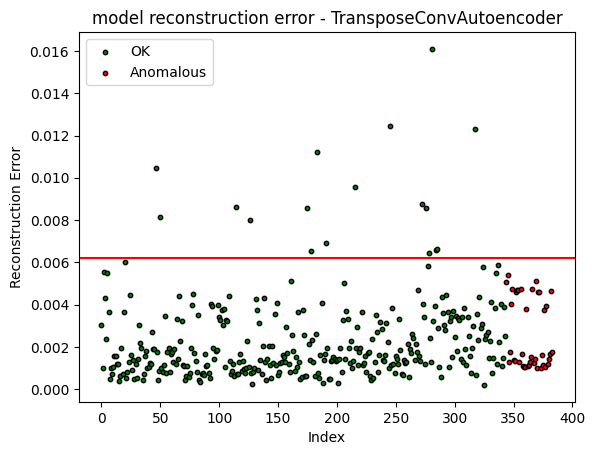 model reconstruction error - TransposeConvAutoencoder
OK
Anomalous
Reconstruction Error
0.016
0.014
0.012
0.010
0.008
0.006
0.004
0.002
0.000
0 50 100 150 200 250 300 350 400
Index